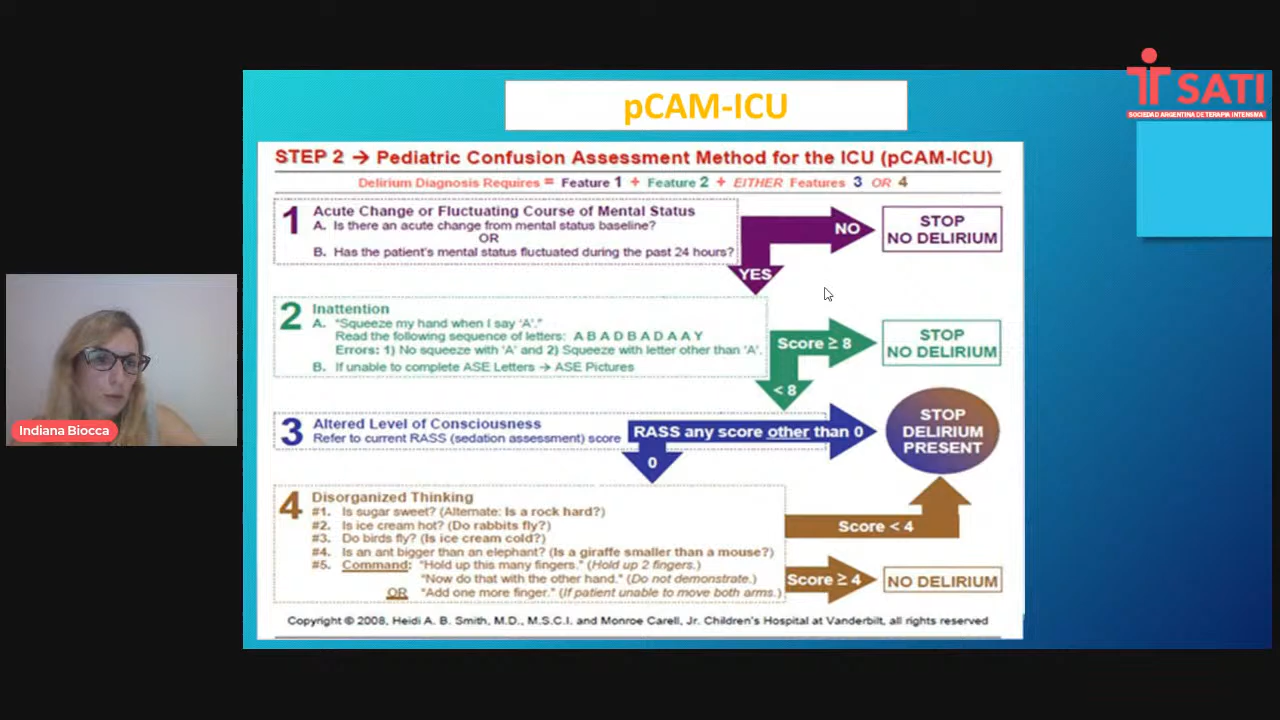 pCAM-ICU
SATI
SOCIEDAD ARGENTINA DE TERAPIA INTENSIVA
STEP 2 → Pediatric Confusion Assessment Method for the ICU (pCAM-ICU)
Delirium Diagnosis Requires = Feature 1 + Feature 2 + EITHER Features 3 OR 4
1 Acute Change or Fluctuating Course of Mental Status
A. Is there an acute change from mental status baseline?
OR
B. Has the patient's mental status fluctuated during the past 24 hours?
NO
YES
STOP
NO DELIRIUM
2 Inattention
A. "Squeeze my hand when I say 'A'."
Read the following sequence of letters: A B A D B A D A A Y
Errors: 1) No squeeze with 'A' and 2) Squeeze with letter other than 'A'.
B. If unable to complete ASE Letters → ASE Pictures
Score ≥ 8
< 8
STOP
NO DELIRIUM
3 Altered Level of Consciousness
Refer to current RASS (sedation assessment) score
RASS any score other than 0
0
STOP
DELIRIUM
PRESENT
4 Disorganized Thinking
#1. Is sugar sweet? (Alternate: Is a rock hard?)
#2. Is ice cream hot? (Do rabbits fly?)
#3. Do birds fly? (Is ice cream cold?)
#4. Is an ant bigger than an elephant? (Is a giraffe smaller than a mouse?)
#5. Command: "Hold up this many fingers." (Hold up 2 fingers.)
"Now do that with the other hand." (Do not demonstrate.)
OR "Add one more finger." (If patient unable to move both arms.)
Score < 4
Score ≥ 4
NO DELIRIUM
Copyright © 2008, Heidi A. B. Smith, M.D., M.S.C.I. and Monroe Carell, Jr. Children's Hospital at Vanderbilt, all rights reserved
Indiana Biocca